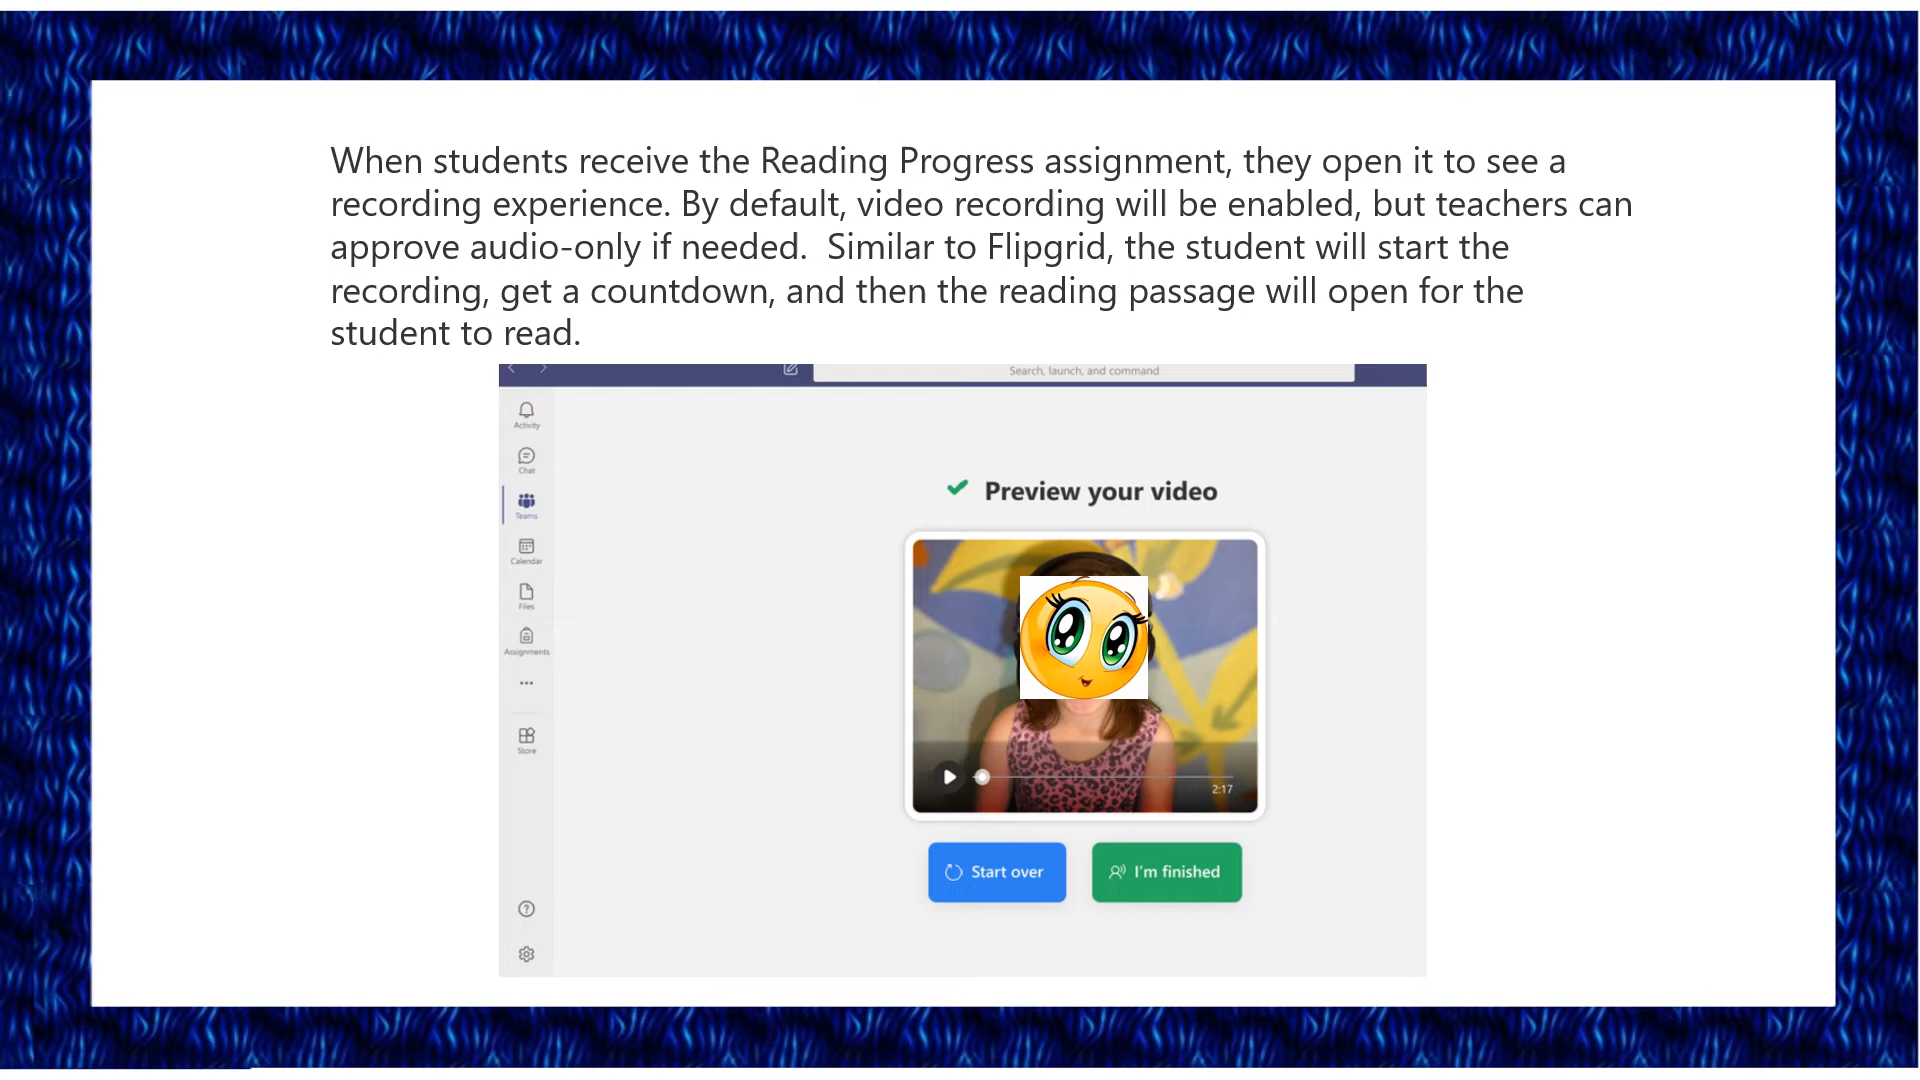 When students receive the Reading Progress assignment, they open it to see a
recording experience. By default, video recording will be enabled, but teachers can
approve audio-only if needed.  Similar to Flipgrid, the student will start the
recording, get a countdown, and then the reading passage will open for the
student to read.
Search, launch, and command
Activity
Chat
Teams
Calendar
Files
Assignments
Store
Preview your video
2:17
Start over
I'm finished